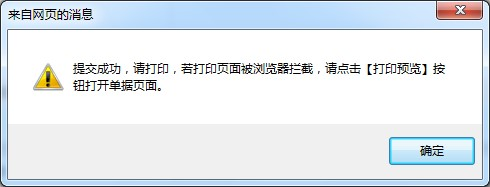 来自网页的消息
提交成功，请打印，若打印页面被浏览器拦截，请点击【打印预览】按
钮打开单据页面。
确定